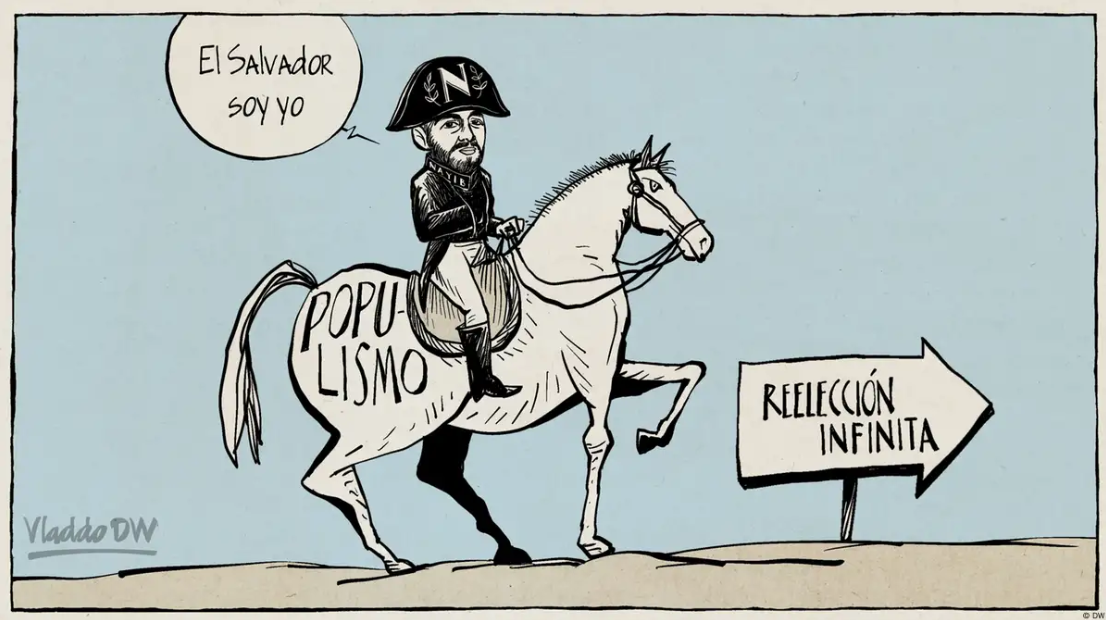 El Salvador
soy yo
N
POPU-
LISMO
REELECCIÓN
INFINITA
Vladdo DW
© DW